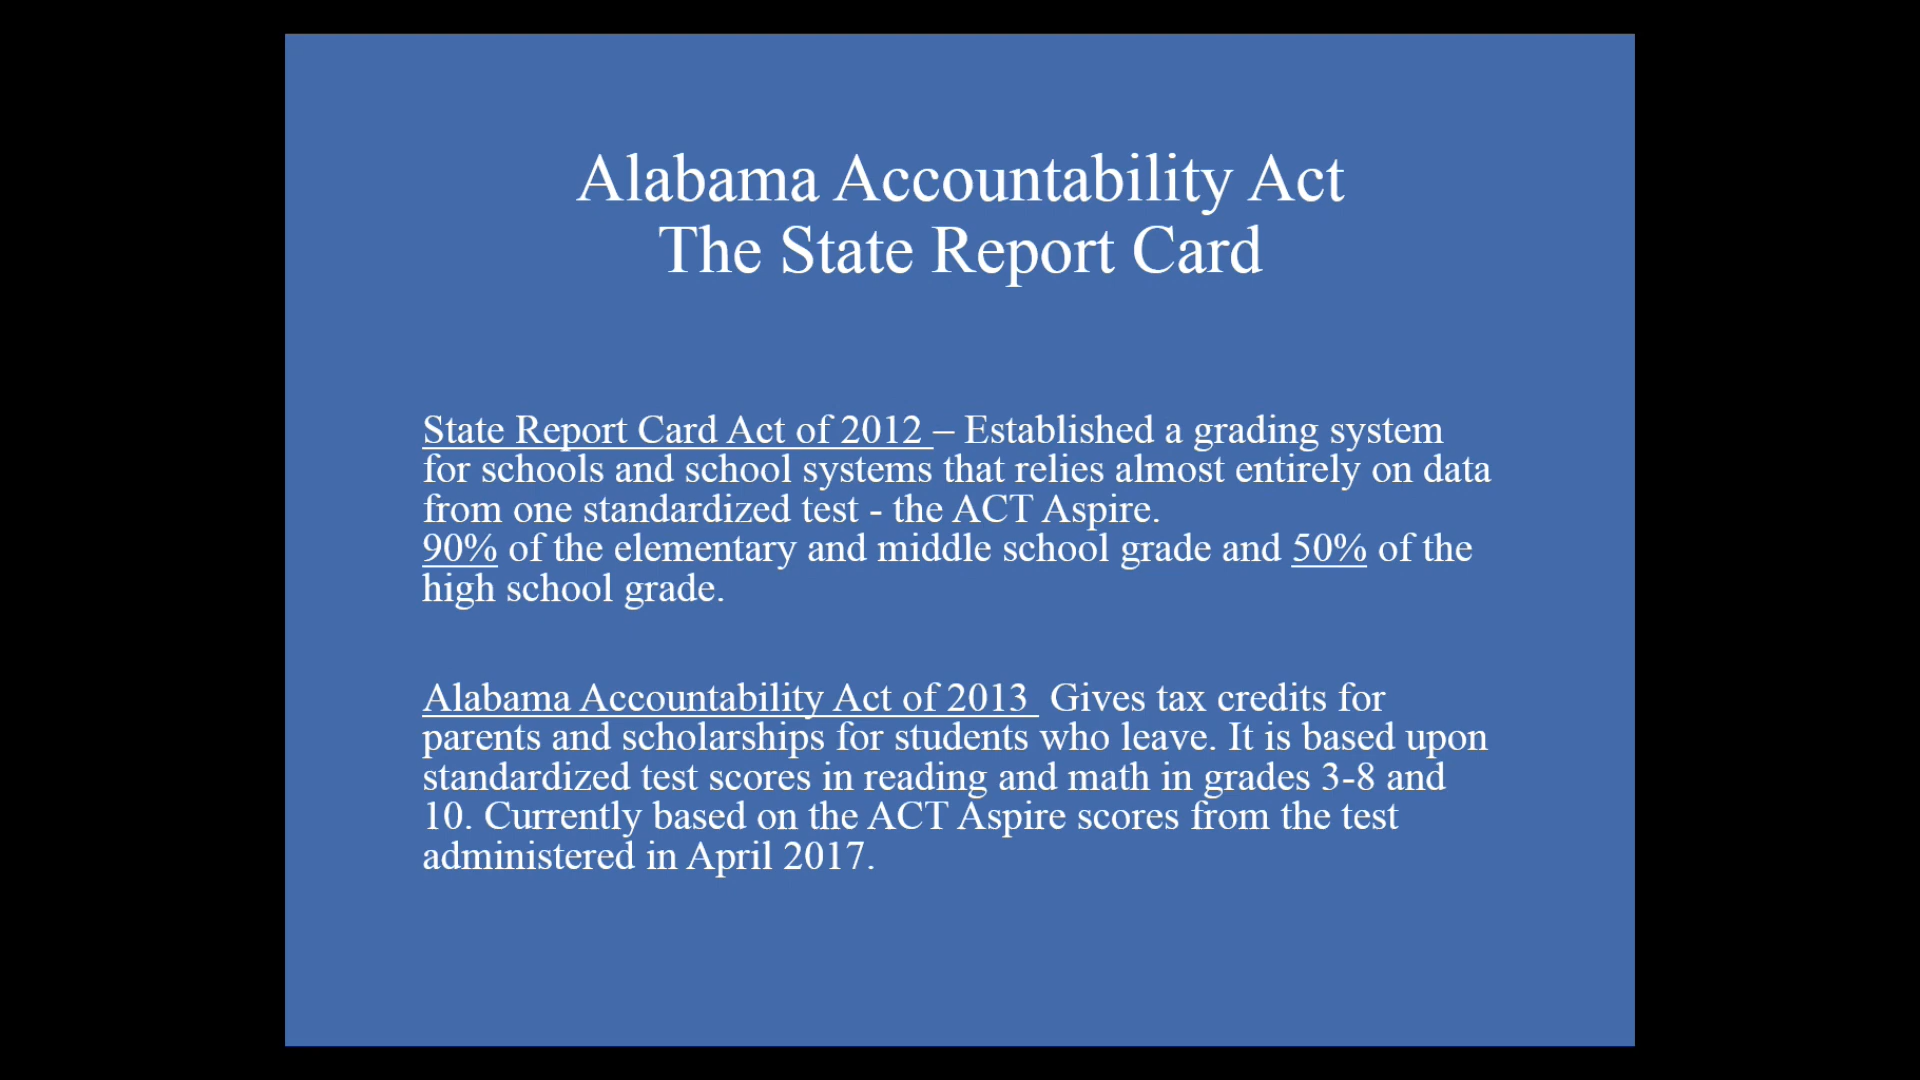 Alabama Accountability Act
The State Report Card
State Report Card Act of 2012 – Established a grading system
for schools and school systems that relies almost entirely on data
from one standardized test - the ACT Aspire.
90% of the elementary and middle school grade and 50% of the
high school grade.
Alabama Accountability Act of 2013  Gives tax credits for
parents and scholarships for students who leave. It is based upon
standardized test scores in reading and math in grades 3-8 and
10. Currently based on the ACT Aspire scores from the test
administered in April 2017.